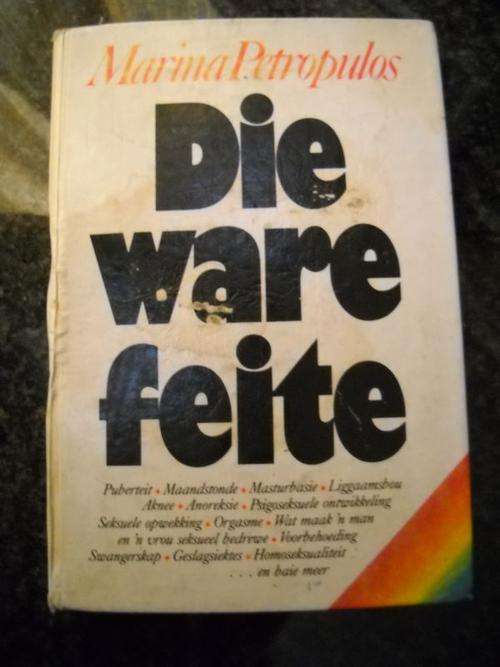 Marina Petropulos
Die
ware
feite
Puberteit • Maandstonde • Masturbasie • Liggaamsbou
Aknee • Anoreksie • Psigoseksuele ontwikkeling
Seksuele opwekking • Orgasme • Wat maak 'n man
en 'n vrou seksueel bedrewe • Voorbehoeding
Swangerskap • Geslagsiektes • Homoseksualiteit
. . . en baie meer